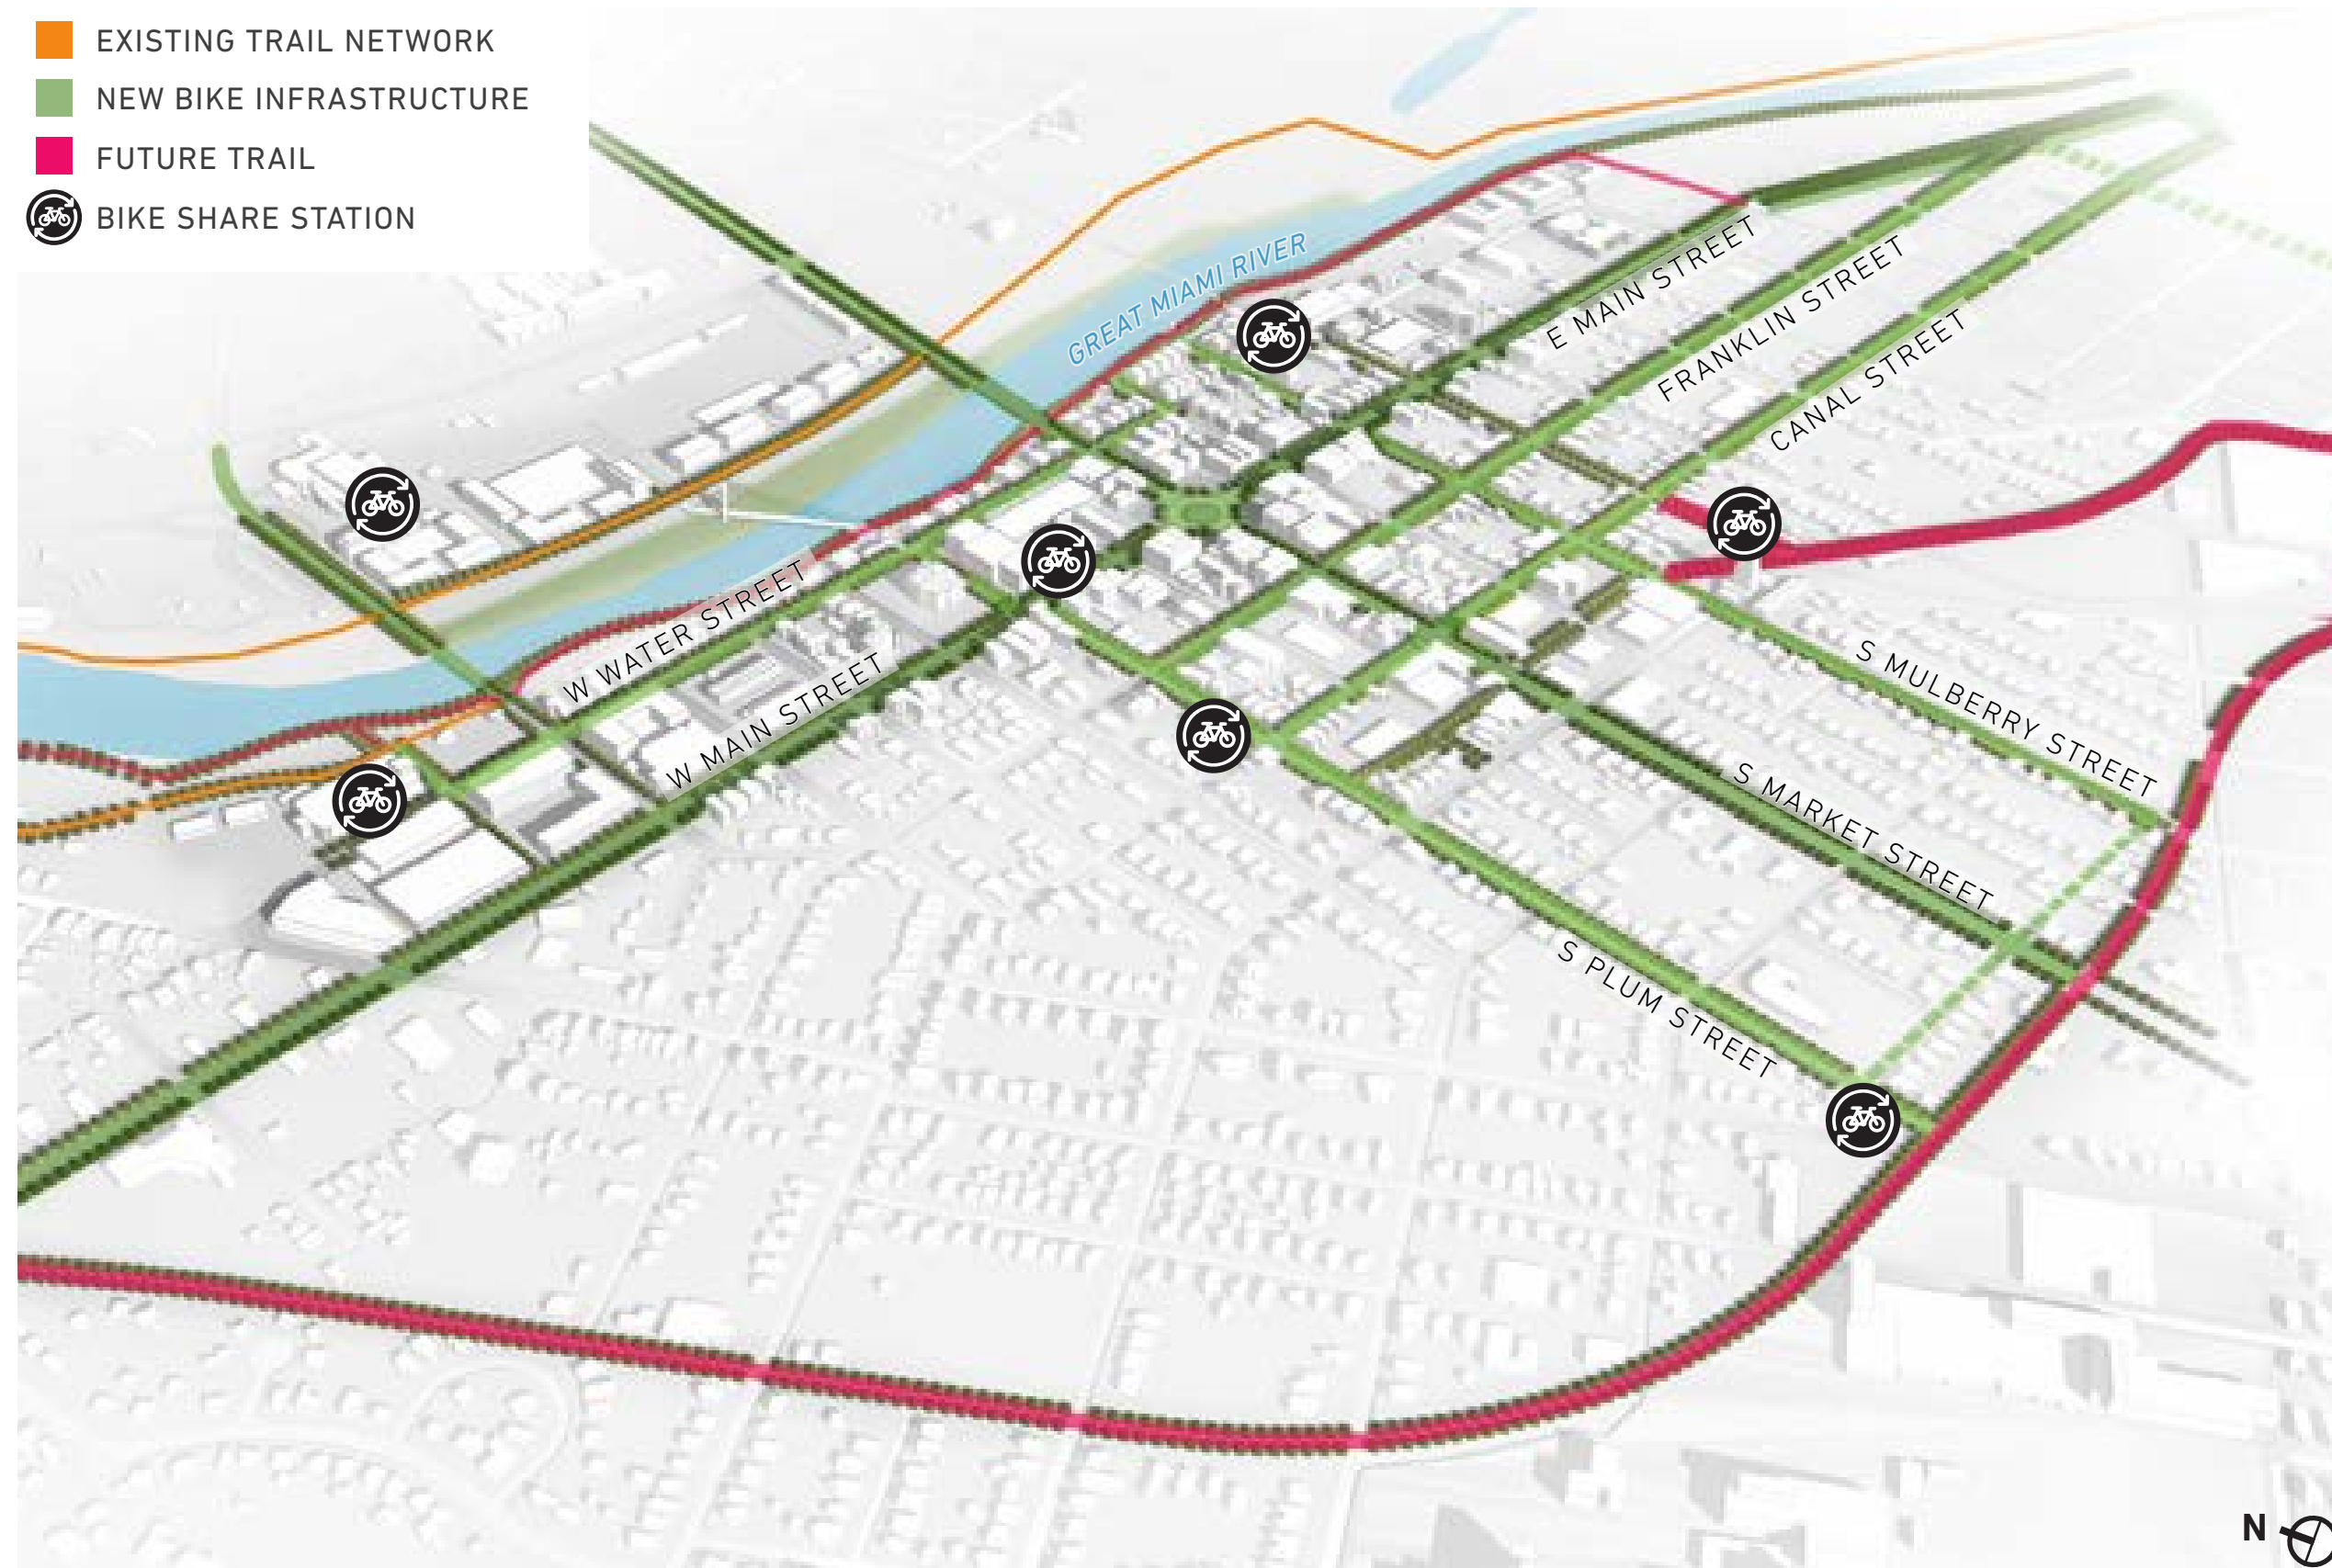 EXISTING TRAIL NETWORK
NEW BIKE INFRASTRUCTURE
FUTURE TRAIL
BIKE SHARE STATION
GREAT MIAMI RIVER
E MAIN STREET
FRANKLIN STREET
CANAL STREET
W WATER STREET
W MAIN STREET
S MULBERRY STREET
S MARKET STREET
S PLUM STREET
N